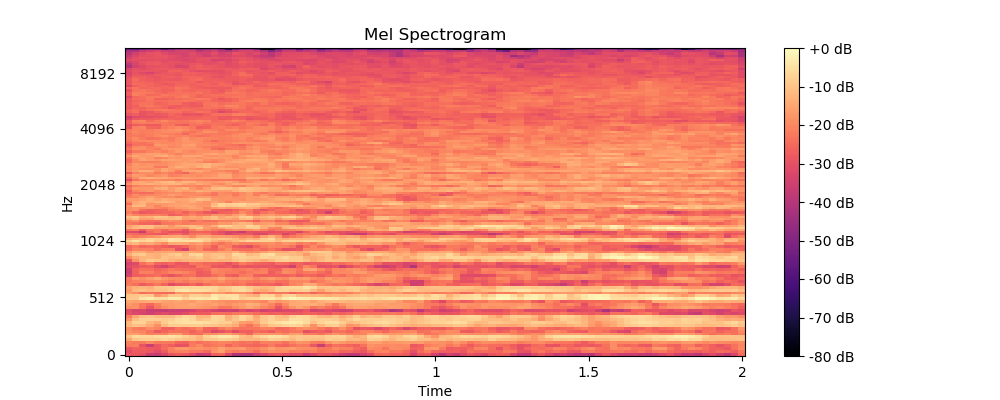 Mel Spectrogram
Hz
8192
4096
2048
1024
512
0
0
0.5
1
1.5
2
Time
+0 dB
-10 dB
-20 dB
-30 dB
-40 dB
-50 dB
-60 dB
-70 dB
-80 dB